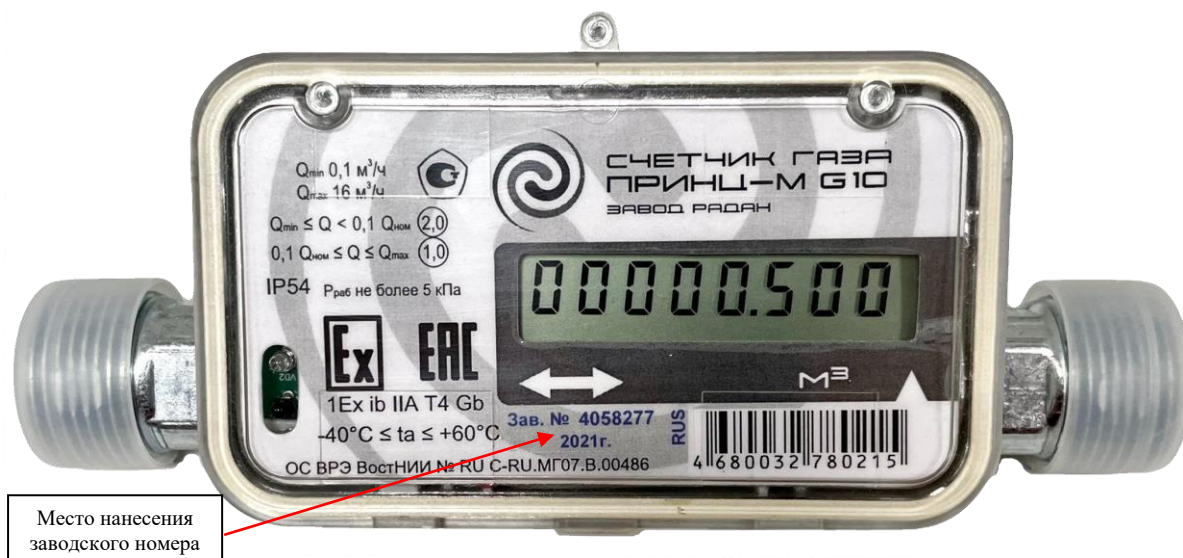 Qmin 0,1 м³/ч
Qmax 16 м³/ч
Qmin ≤ Q < 0,1 Qном 2,0
0,1 Qном ≤ Q ≤ Qmax 1,0
IP54 Pраб не более 5 кПа
СЧЕТЧИК ГАЗА
ПРИНЦ-М G10
ЗАВОД РАДАН
00000.500
М³
VD2
Ex EAC
1Ex ib IIA T4 Gb
-40°C ≤ ta ≤ +60°C
Зав. № 4058277
2021г.
RUS
4 680032 780215
ОС ВРЭ ВостНИИ № RU C-RU.МГ07.В.00486
Место нанесения
заводского номера